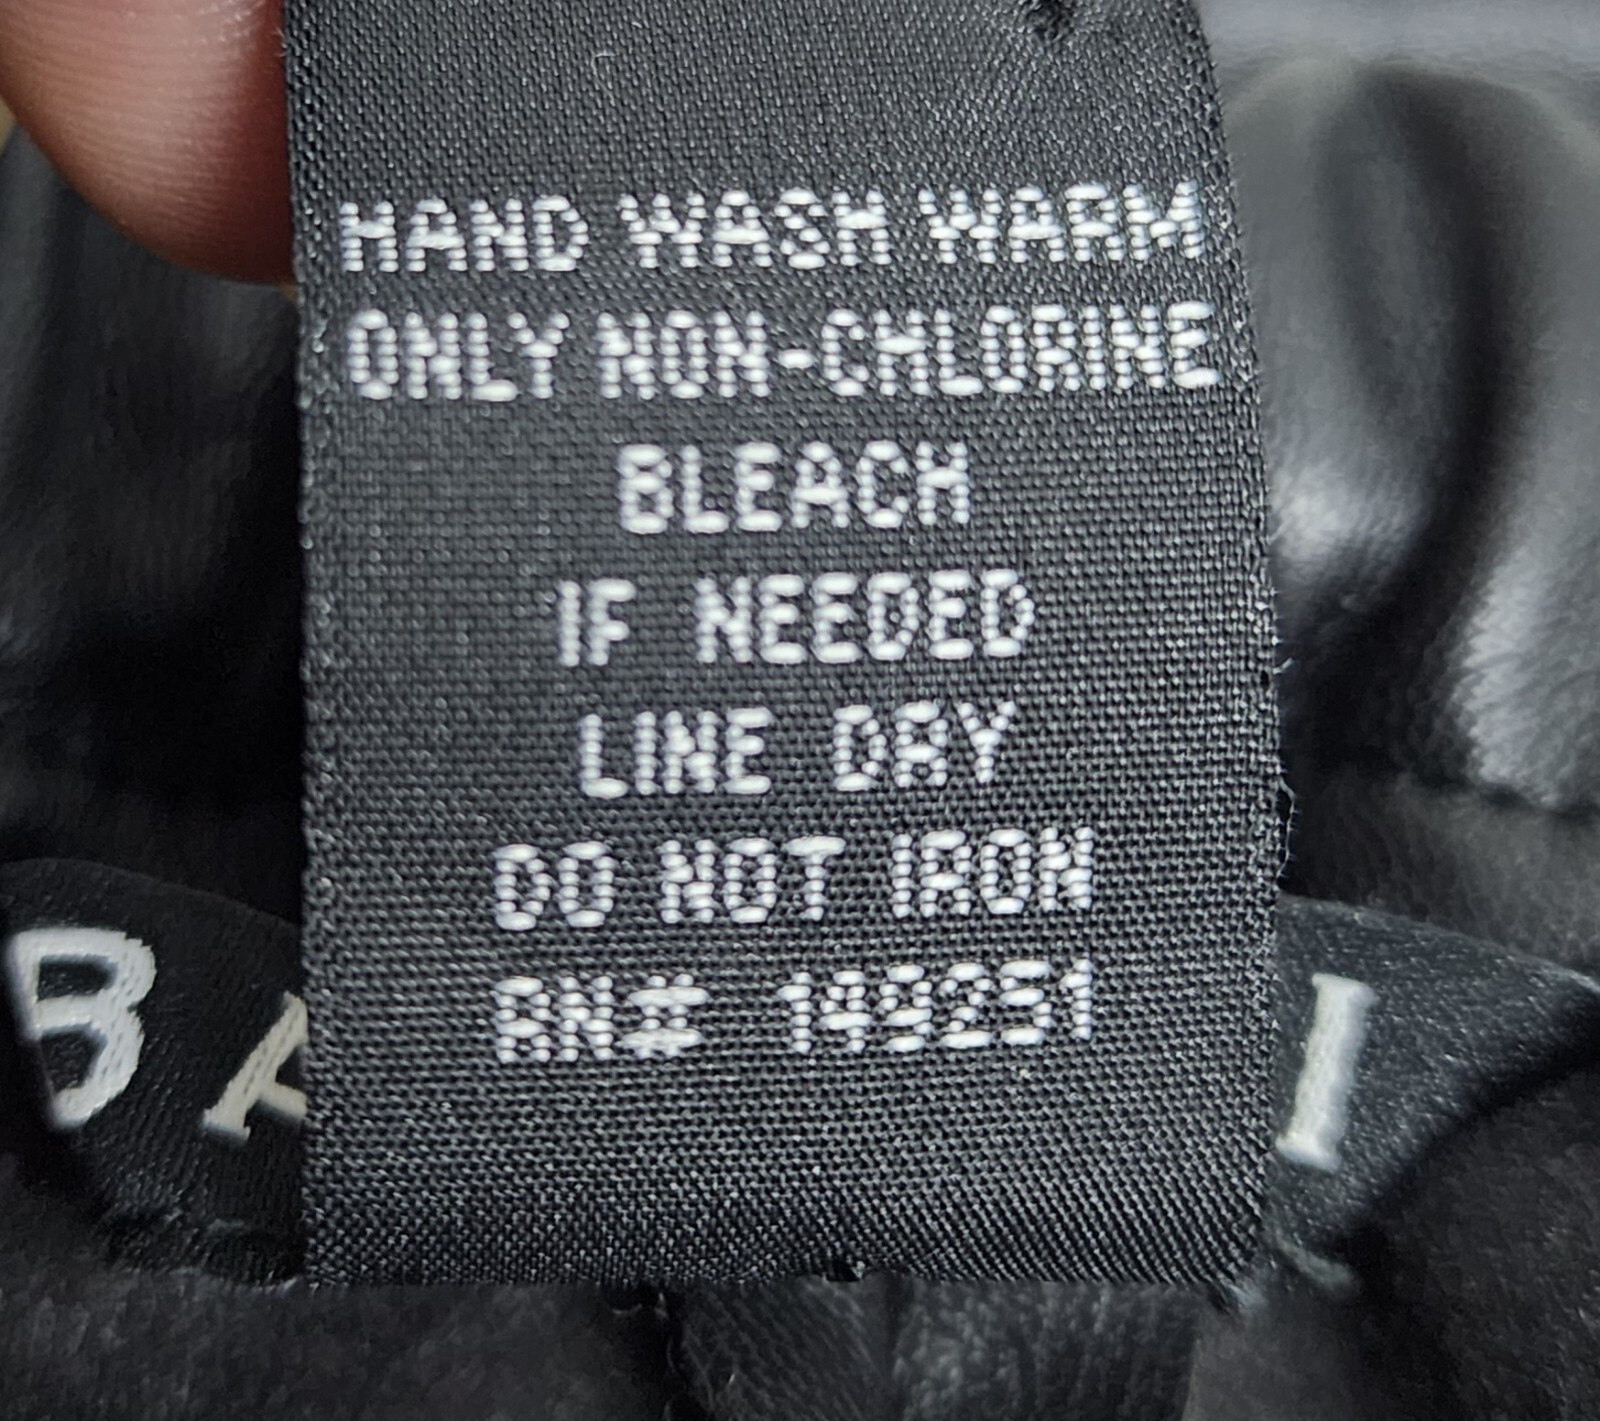 HAND WASH WARM
ONLY NON-CHLORINE
BLEACH
IF NEEDED
LINE DRY
DO NOT IRON
RN# 149251